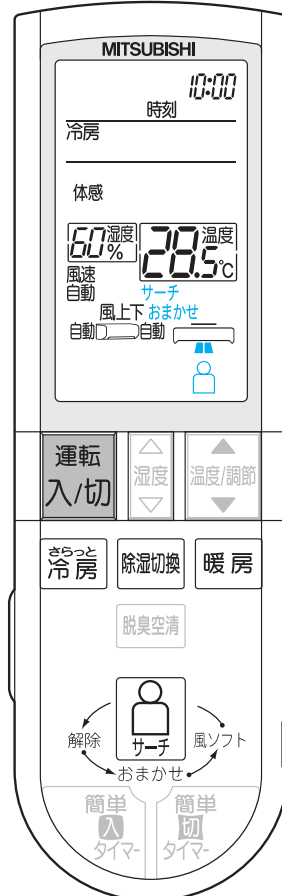 MITSUBISHI
10:00
時刻
冷房
体感
60% 湿度 28.5℃ 温度
風速
自動 サーチ
風上下 おまかせ
自動 自動
運転
入/切
△
湿度
▽
▲
温度/調節
▼
さらっと
冷房
除湿切換
暖房
脱臭空清
サーチ
解除
風ソフト
おまかせ
簡単
入
タイマー
簡単
切
タイマー